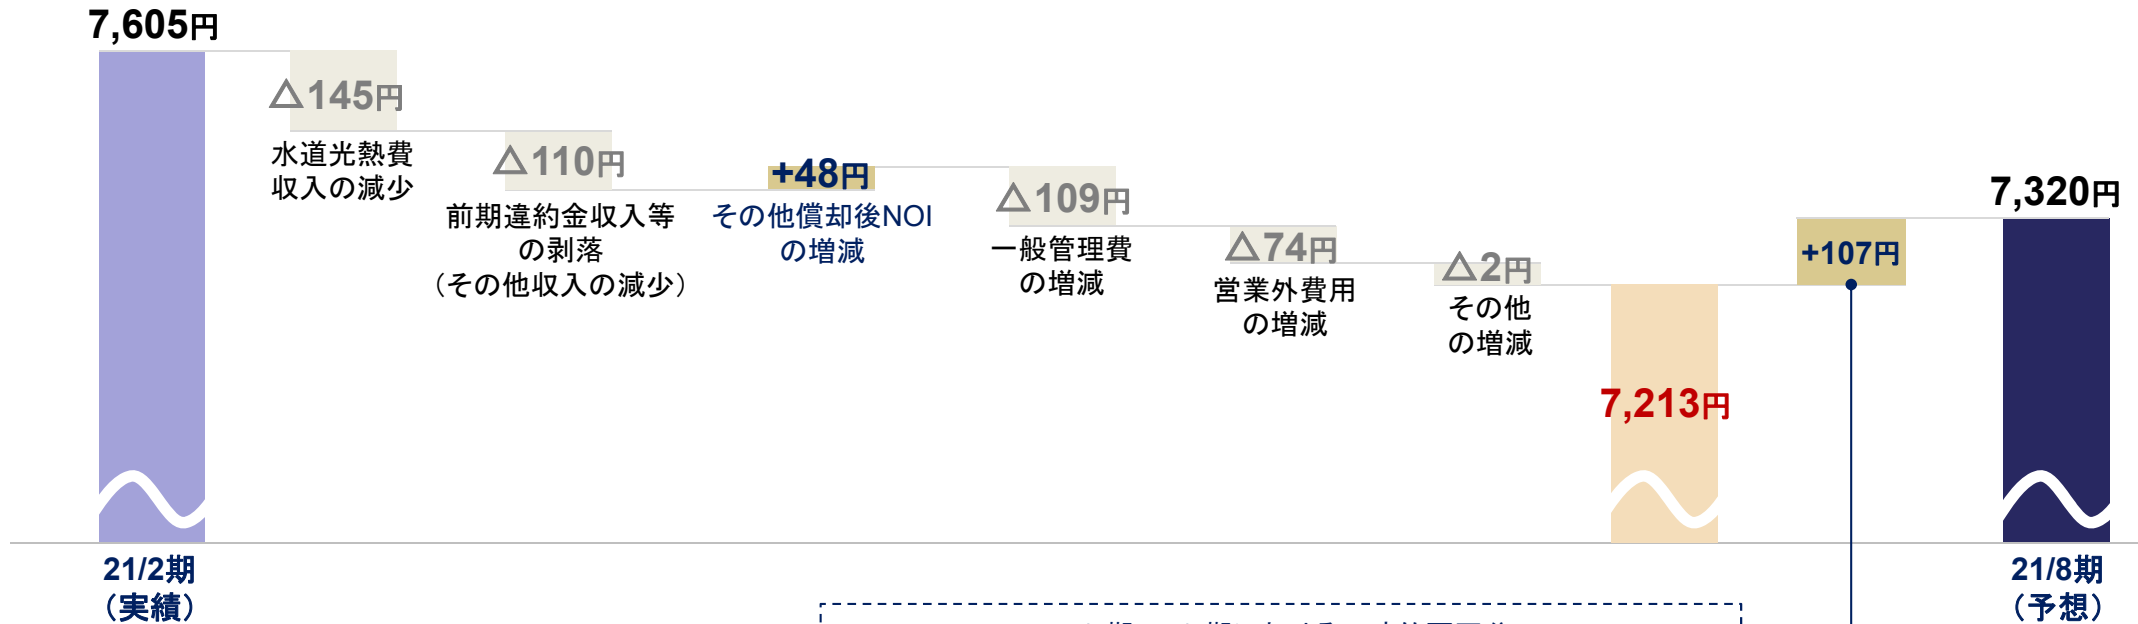 7,605円
△145円
水道光熱費
収入の減少
△110円
前期違約金収入等
の剥落
（その他収入の減少）
+48円
その他償却後NOI
の増減
△109円
一般管理費
の増減
△74円
営業外費用
の増減
△2円
その他
の増減
7,213円
+107円
7,320円
21/2期
（実績）
21/8期
（予想）